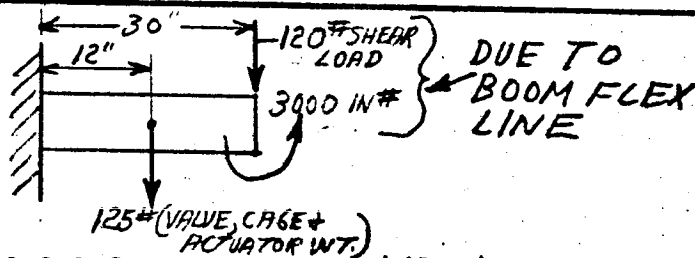 30"
12"
120# SHEAR
LOAD
3000 IN#
DUE TO
BOOM FLEX
LINE
125# (VALVE, CAGE &
ACTUATOR WT.)